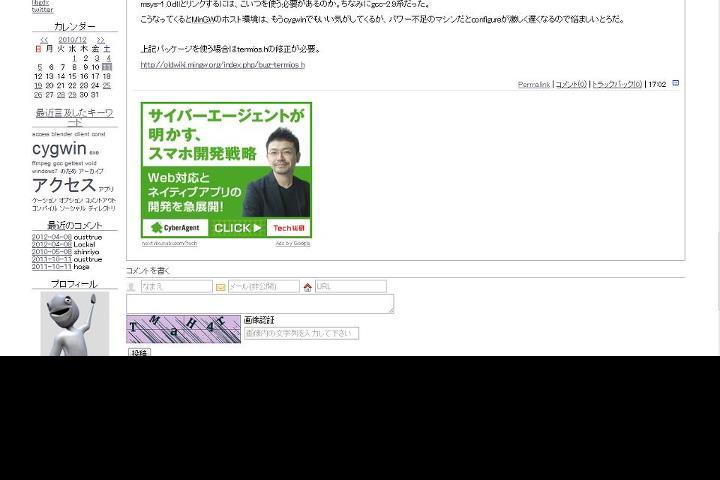 twitter
カレンダー
<< 2010/12 >>
日 月 火 水 木 金 土
1 2 3 4
5 6 7 8 9 10 11
12 13 14 15 16 17 18
19 20 21 22 23 24 25
26 27 28 29 30 31
最近言及したキーワ
ード
access blender client const
cygwin exe
ffmpeg gcc gettext void
windows7 のため アーカイブ
アクセス アプリ
ケーション オプション コメントアウト
コンパイル ソーシャル ディレクトリ
最近のコメント
2012-04-08 ousttrue
2012-04-08 Lockal
2010-05-08 shinriyo
2011-10-11 ousttrue
2011-10-11 hoge
プロフィール
msys-1.0.dllとリンクするには、こいつを使う必要があるのか。ちなみにgcc-2.9系だった。
こうなってくるとMinGWのホスト環境は、もうcygwinでもいい気がしてくるが、パワー不足のマシンだとconfigureが激しく遅くなるので悩ましいところだ。
上記パッケージを使う場合はtermios.hの修正が必要。
http://oldwiki.mingw.org/index.php/bug-termios.h
Permalink | コメント(0) | トラックバック(0) | 17:02
サイバーエージェントが
明かす、
スマホ開発戦略
Web対応と
ネイティブアプリの
開発を急展開!
CyberAgent CLICK Tech総研
next.rikunabi.com/tech Ads by Google
コメントを書く
なまえ メール(非公開) URL
T M a H 4 r 画像認証
画像内の文字列を入力して下さい
投稿